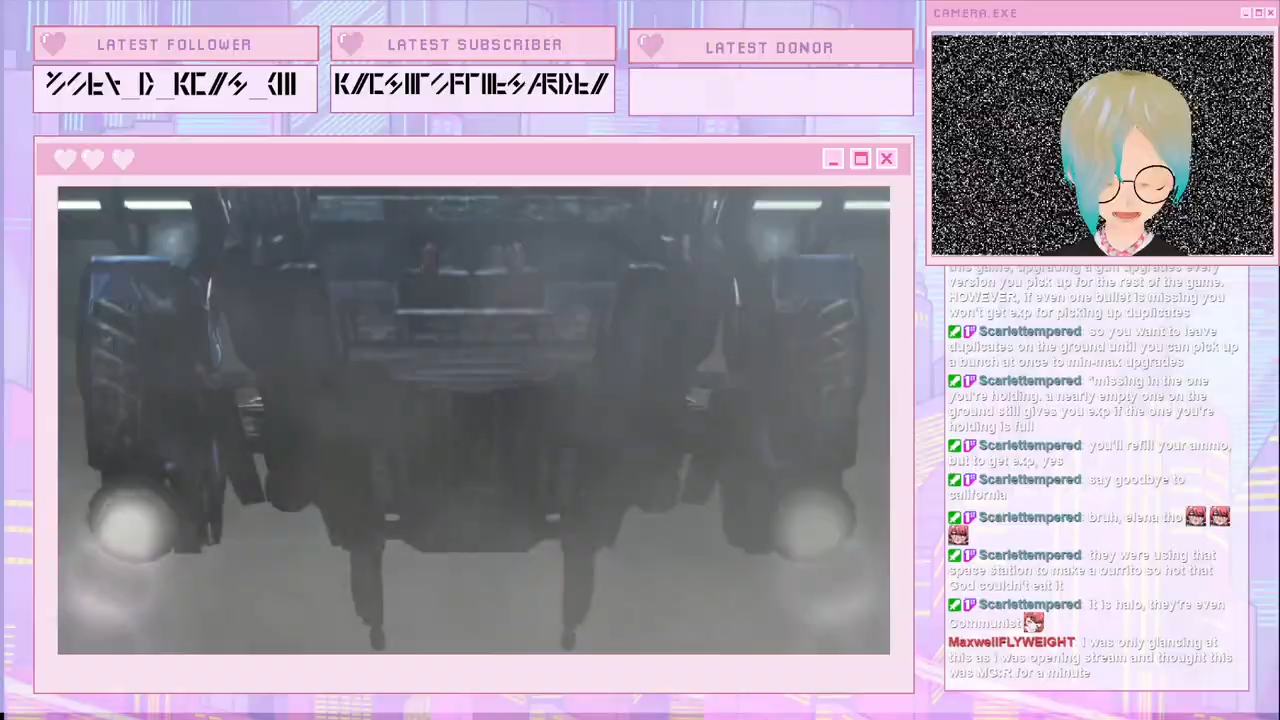 CAMERA.EXE
LATEST FOLLOWER
LATEST SUBSCRIBER
LATEST DONOR
this game, upgrading a gun upgrades every
version you pick up for the rest of the game.
HOWEVER, if even one bullet is missing you
won't get exp for picking up duplicates
Scarlettempered: so you want to leave
duplicates on the ground until you can pick up
a bunch at once to min-max upgrades
Scarlettempered: *missing in the one
you're holding. a nearly empty one on the
ground still gives you exp if the one you're
holding is full
Scarlettempered: you'll refill your ammo,
but to get exp, yes
Scarlettempered: say goodbye to
california
Scarlettempered: bruh, elena tho
Scarlettempered: they were using that
space station to make a burrito so hot that
God couldn't eat it
Scarlettempered: it is halo, they're even
Communist
MaxwellFLYWEIGHT: I was only glancing at
this as i was opening stream and thought this
was MG:R for a minute